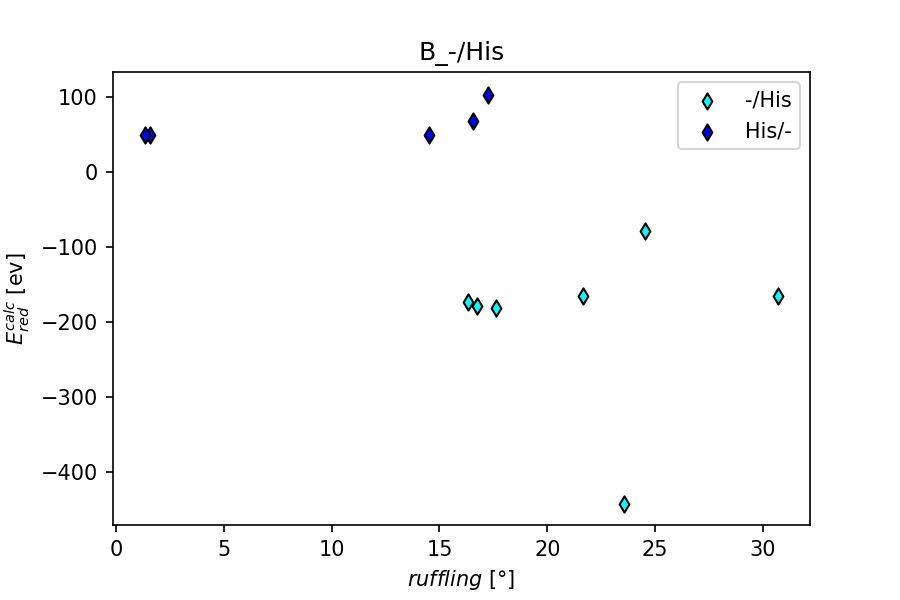 B_-/His
-/His
His/-
100
0
−100
−200
−300
−400
E_{red}^{calc} [ev]
0 5 10 15 20 25 30
ruffling [°]